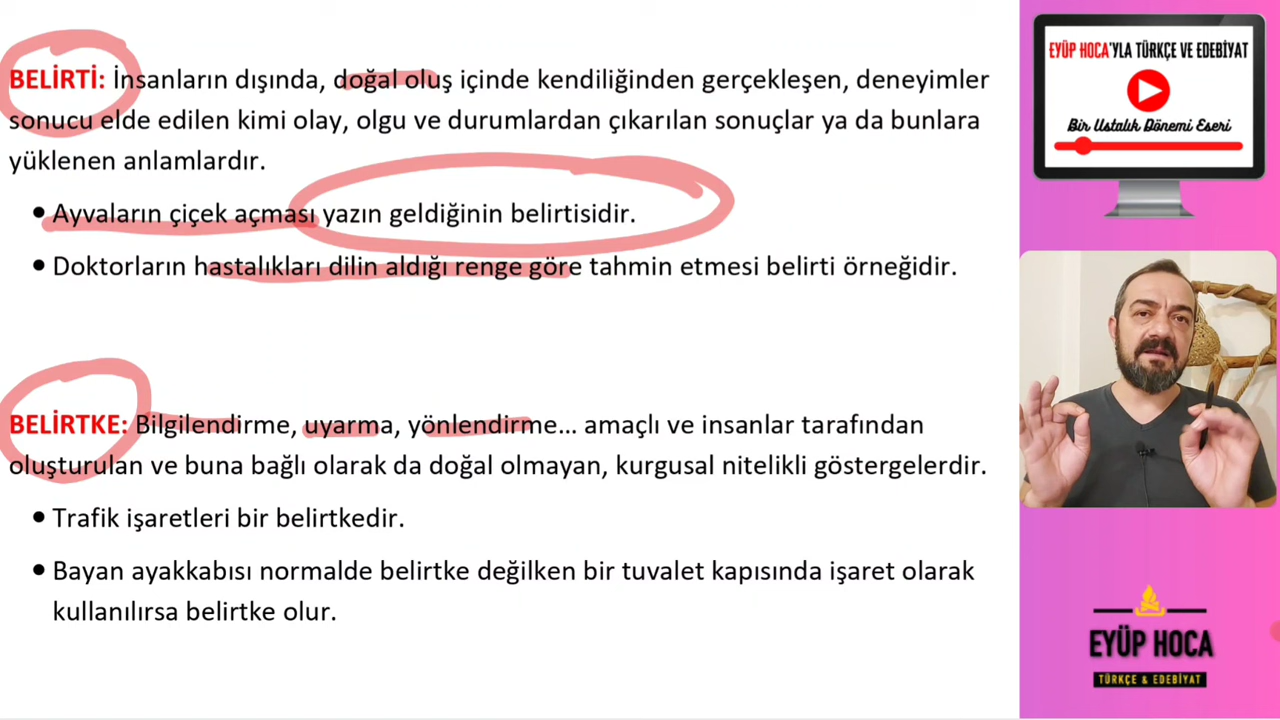 BELİRTİ: İnsanların dışında, doğal oluş içinde kendiliğinden gerçekleşen, deneyimler
sonucu elde edilen kimi olay, olgu ve durumlardan çıkarılan sonuçlar ya da bunlara
yüklenen anlamlardır.
• Ayvaların çiçek açması yazın geldiğinin belirtisidir.
• Doktorların hastalıkları dilin aldığı renge göre tahmin etmesi belirti örneğidir.
BELİRTKE: Bilgilendirme, uyarma, yönlendirme... amaçlı ve insanlar tarafından
oluşturulan ve buna bağlı olarak da doğal olmayan, kurgusal nitelikli göstergelerdir.
• Trafik işaretleri bir belirtkedir.
• Bayan ayakkabısı normalde belirtke değilken bir tuvalet kapısında işaret olarak
kullanılırsa belirtke olur.
EYÜP HOCA'YLA TÜRKÇE VE EDEBİYAT
Bir Ustalık Dönemi Eseri
EYÜP HOCA
TÜRKÇE & EDEBİYAT